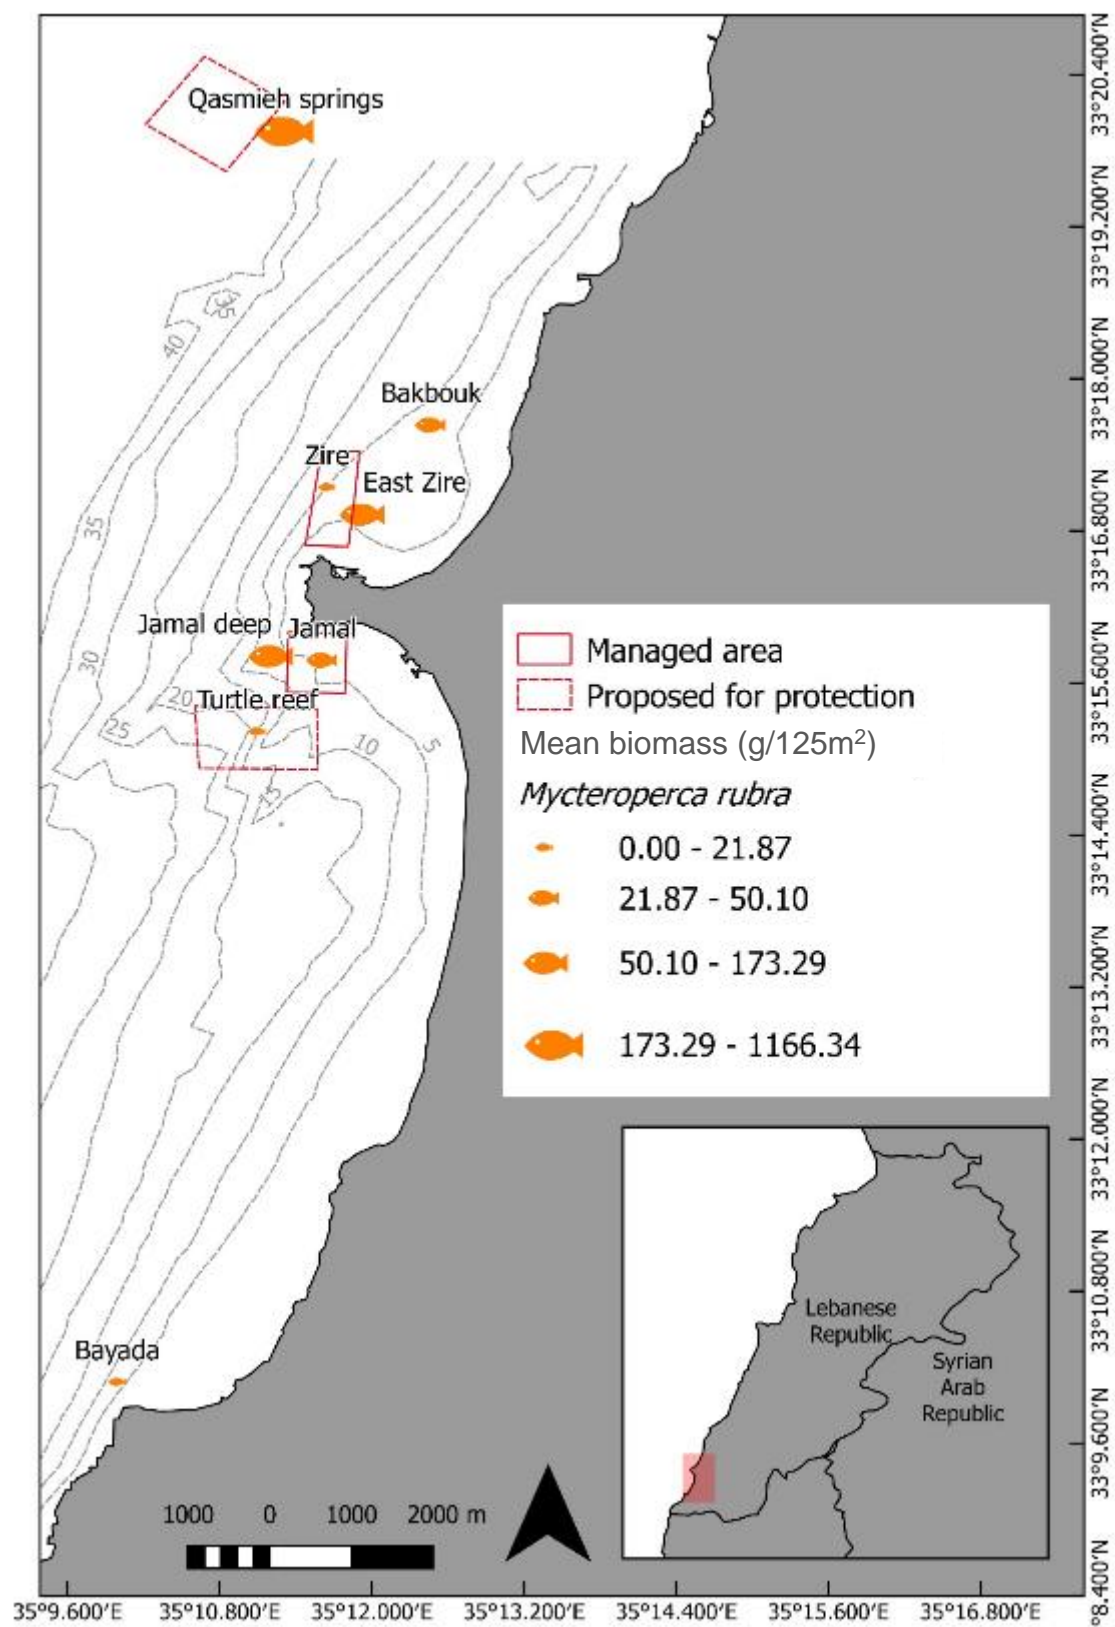 Qasmieh springs
35
40
Bakbouk
Zire
East Zire
35
Jamal deep
Jamal
30
20
Turtle reef
25
10
5
15
Managed area
Proposed for protection
Mean biomass (g/125m²)
Mycteroperca rubra
0.00 - 21.87
21.87 - 50.10
50.10 - 173.29
173.29 - 1166.34
Bayada
Lebanese
Republic
Syrian
Arab
Republic
1000 0 1000 2000 m
33°20.400'N
33°19.200'N
33°18.000'N
33°16.800'N
33°15.600'N
33°14.400'N
33°13.200'N
33°12.000'N
33°10.800'N
33°9.600'N
°8.400'N
35°9.600'E 35°10.800'E 35°12.000'E 35°13.200'E 35°14.400'E 35°15.600'E 35°16.800'E